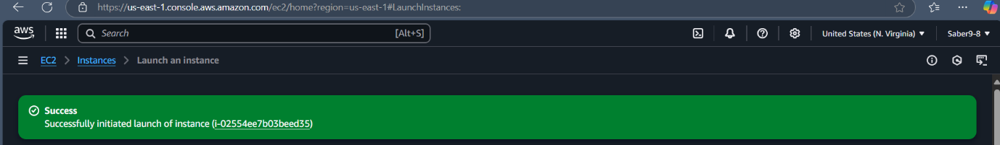 https://us-east-1.console.aws.amazon.com/ec2/home?region=us-east-1#LaunchInstances:
aws Search [Alt+S] United States (N. Virginia) Saber9-8
EC2 Instances Launch an instance
Success
Successfully initiated launch of instance (i-02554ee7b03beed35)